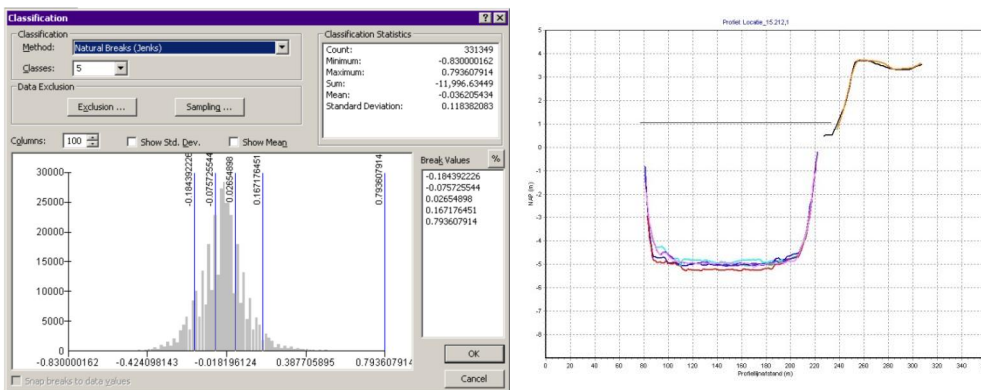 Classification
Classification
Method: Natural Breaks (Jenks)
Classes: 5
Data Exclusion
Exclusion ... Sampling ...
Classification Statistics
Count: 331349
Minimum: -0.83000162
Maximum: 0.793607914
Sum: -11,996.63449
Mean: -0.036205434
Standard Deviation: 0.118382083
Columns: 100 Show Std. Dev. Show Mean
-0.184392226
-0.075725544
0.02654898
0.167176451
0.793607914
30000
25000
20000
15000
10000
5000
0
-0.830000162 -0.424098143 -0.018196124 0.387705895 0.793607914
Break Values %
-0.184392226
-0.075725544
0.02654898
0.167176451
0.793607914
OK
Cancel
Snap breaks to data values
Profiel Locatie_15.212,1
NAP (m)
5
4
3
2
1
0
-1
-2
-3
-4
-5
-6
-7
-8
0 20 40 60 80 100 120 140 160 180 200 220 240 260 280 300 320 340
Profiellijnafstand (m)